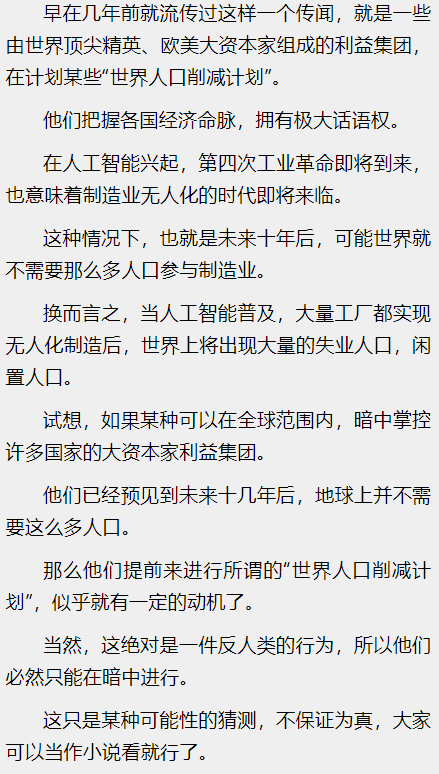 早在几年前就流传过这样一个传闻，就是一些
由世界顶尖精英、欧美大资本家组成的利益集团，
在计划某些“世界人口削减计划”。
他们把握各国经济命脉，拥有极大话语权。
在人工智能兴起，第四次工业革命即将到来，
也意味着制造业无人化的时代即将来临。
这种情况下，也就是未来十年后，可能世界就
不需要那么多人口参与制造业。
换而言之，当人工智能普及，大量工厂都实现
无人化制造后，世界上将出现大量的失业人口，闲
置人口。
试想，如果某种可以在全球范围内，暗中掌控
许多国家的大资本家利益集团。
他们已经预见到未来十几年后，地球上并不需
要这么多人口。
那么他们提前来进行所谓的“世界人口削减计
划”，似乎就有一定的动机了。
当然，这绝对是一件反人类的行为，所以他们
必然只能在暗中进行。
这只是某种可能性的猜测，不保证为真，大家
可以当作小说看就行了。